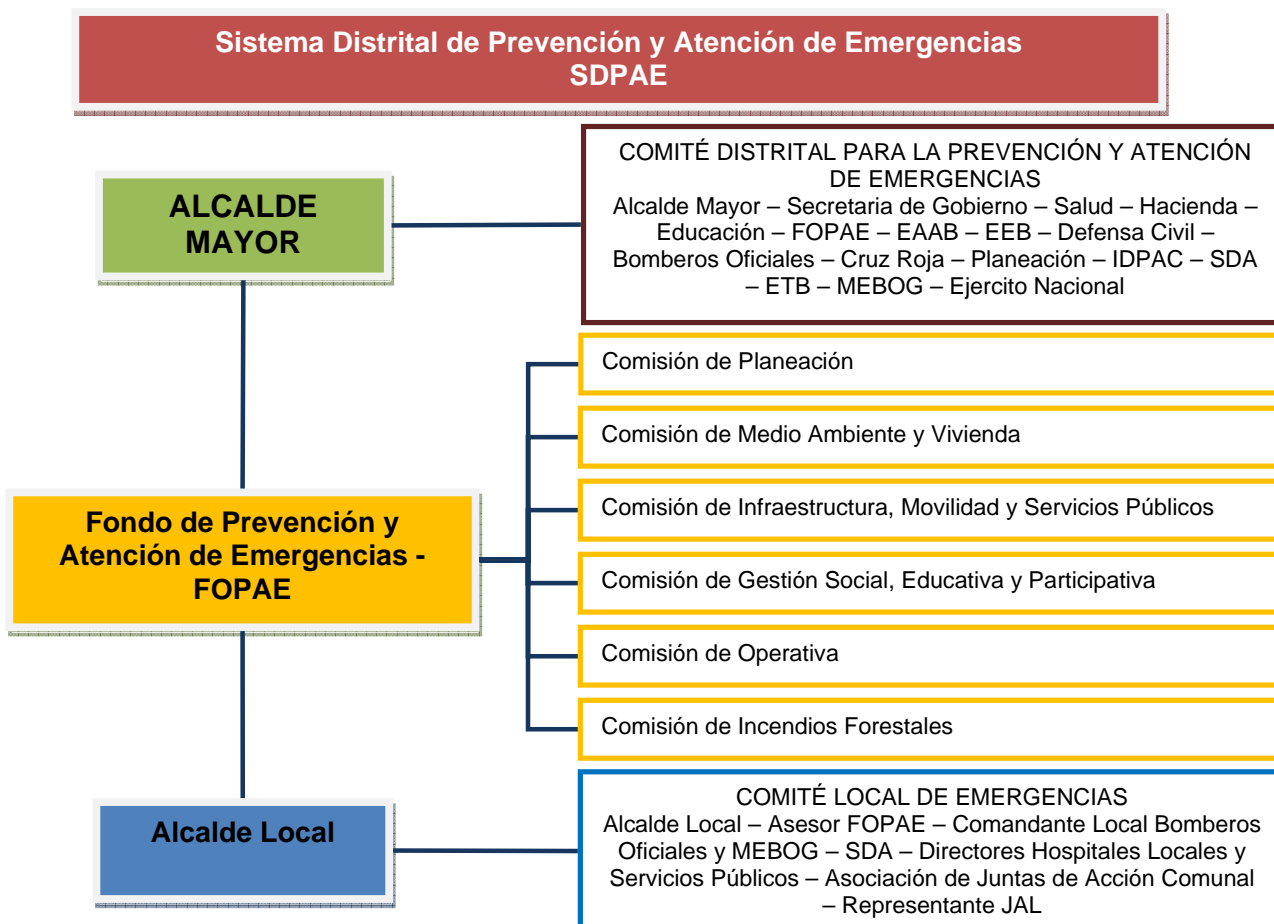 Sistema Distrital de Prevención y Atención de Emergencias
SDPAE
ALCALDE
MAYOR
COMITÉ DISTRITAL PARA LA PREVENCIÓN Y ATENCIÓN
DE EMERGENCIAS
Alcalde Mayor – Secretaria de Gobierno – Salud – Hacienda –
Educación – FOPAE – EAAB – EEB – Defensa Civil –
Bomberos Oficiales – Cruz Roja – Planeación – IDPAC – SDA
– ETB – MEBOG – Ejercito Nacional
Fondo de Prevención y
Atención de Emergencias -
FOPAE
Comisión de Planeación
Comisión de Medio Ambiente y Vivienda
Comisión de Infraestructura, Movilidad y Servicios Públicos
Comisión de Gestión Social, Educativa y Participativa
Comisión de Operativa
Comisión de Incendios Forestales
Alcalde Local
COMITÉ LOCAL DE EMERGENCIAS
Alcalde Local – Asesor FOPAE – Comandante Local Bomberos
Oficiales y MEBOG – SDA – Directores Hospitales Locales y
Servicios Públicos – Asociación de Juntas de Acción Comunal
– Representante JAL